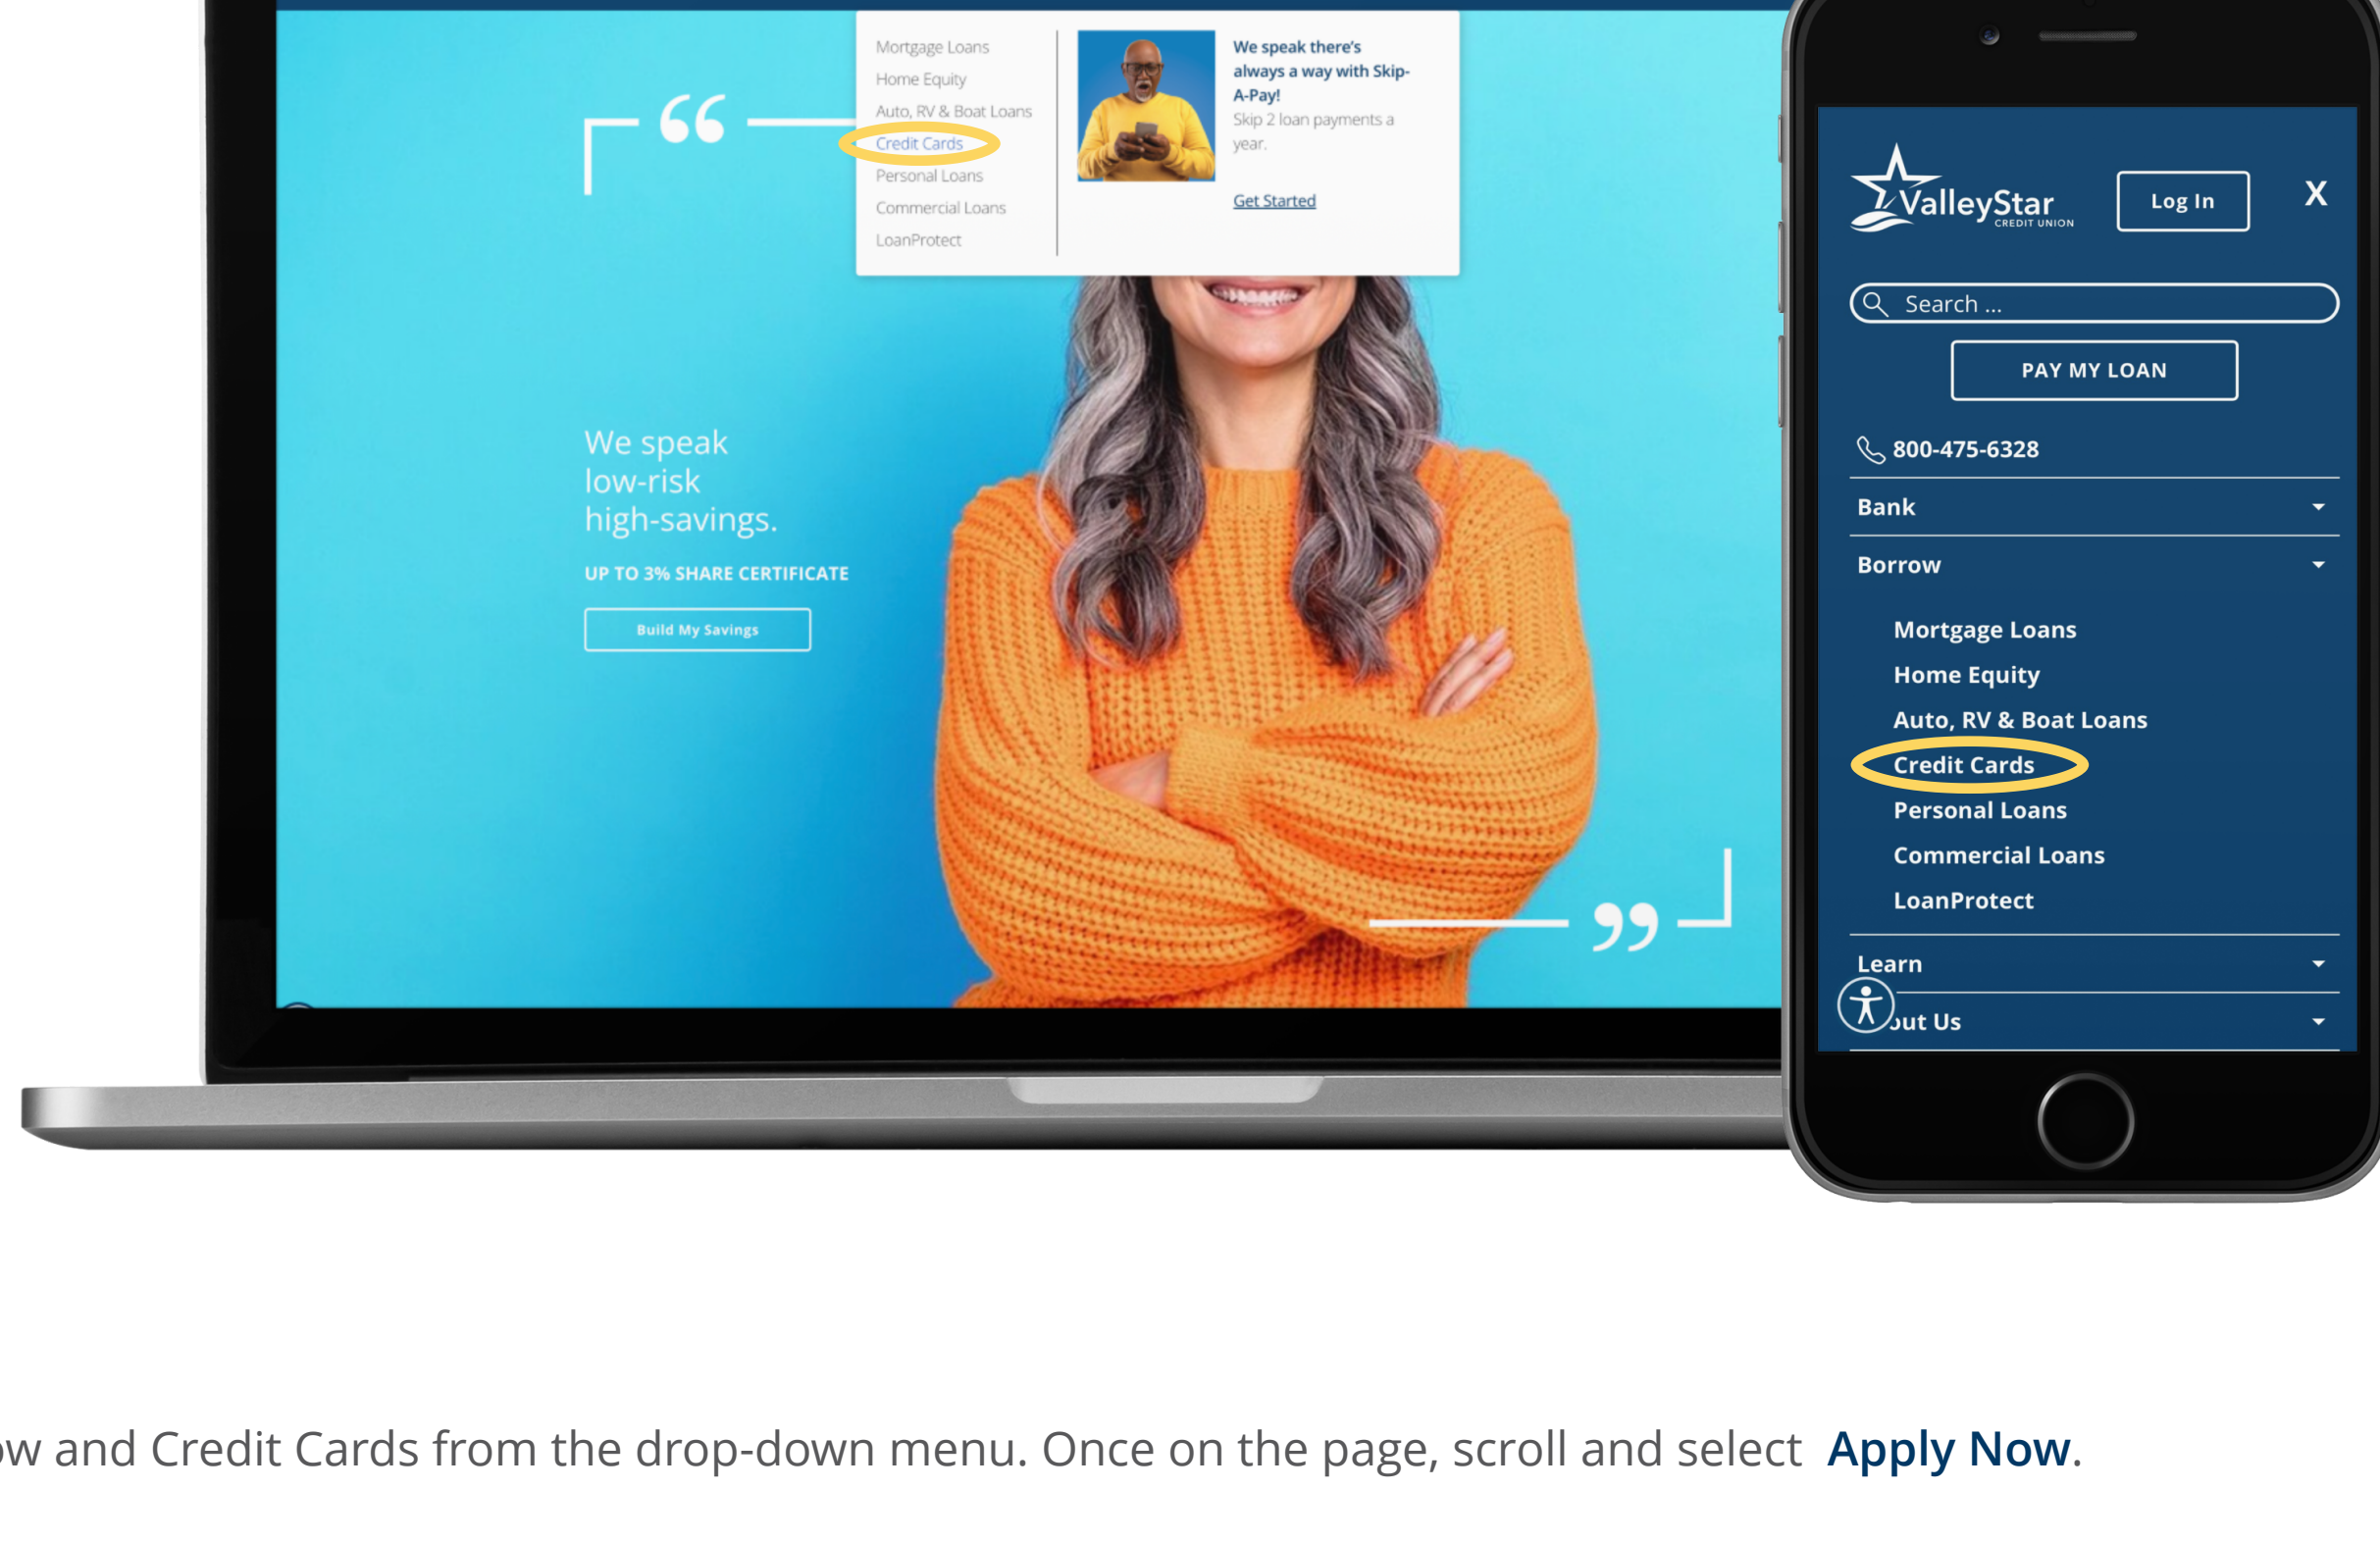 Mortgage Loans
Home Equity
Auto, RV & Boat Loans
Credit Cards
Personal Loans
Commercial Loans
LoanProtect
We speak there's
always a way with Skip-
A-Pay!
Skip 2 loan payments a
year.
Get Started
“
We speak
low-risk
high-savings.
UP TO 3% SHARE CERTIFICATE
Build My Savings
”
ValleyStar
CREDIT UNION
Log In
X
Search ...
PAY MY LOAN
800-475-6328
Bank
Borrow
Mortgage Loans
Home Equity
Auto, RV & Boat Loans
Credit Cards
Personal Loans
Commercial Loans
LoanProtect
Learn
out Us
ow and Credit Cards from the drop-down menu. Once on the page, scroll and select Apply Now.